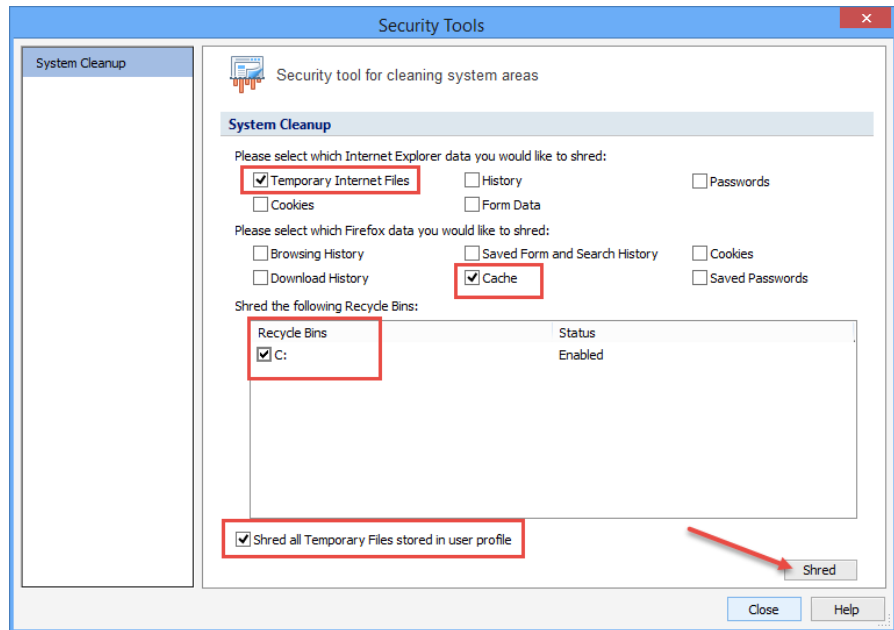 Security Tools
System Cleanup
Security tool for cleaning system areas
System Cleanup
Please select which Internet Explorer data you would like to shred:
Temporary Internet Files History Passwords
Cookies Form Data
Please select which Firefox data you would like to shred:
Browsing History Saved Form and Search History Cookies
Download History Cache Saved Passwords
Shred the following Recycle Bins:
Recycle Bins Status
C: Enabled
Shred all Temporary Files stored in user profile
Shred
Close Help